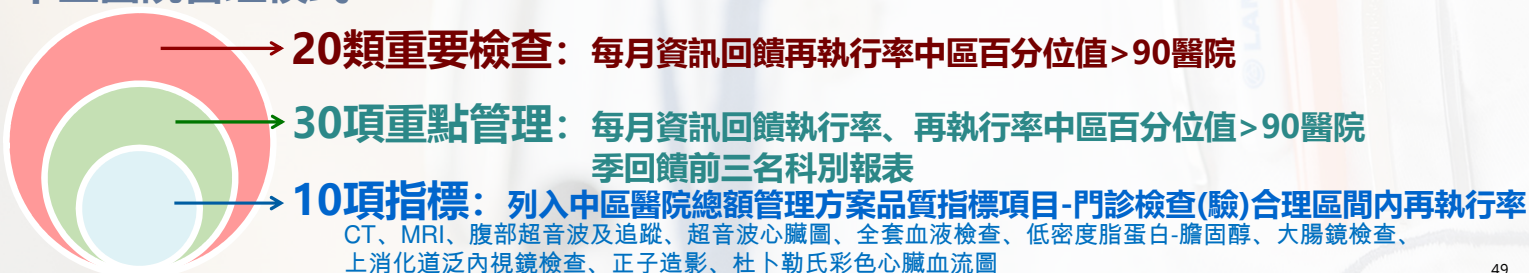 20類重要檢查：每月資訊回饋再執行率中區百分位值>90醫院
30項重點管理：每月資訊回饋執行率、再執行率中區百分位值>90醫院
季回饋前三名科別報表
10項指標：列入中區醫院總額管理方案品質指標項目-門診檢查(驗)合理區間內再執行率
CT、MRI、腹部超音波及追蹤、超音波心臟圖、全套血液檢查、低密度脂蛋白-膽固醇、大腸鏡檢查、
上消化道泛內視鏡檢查、正子造影、杜卜勒氏彩色心臟血流圖
49